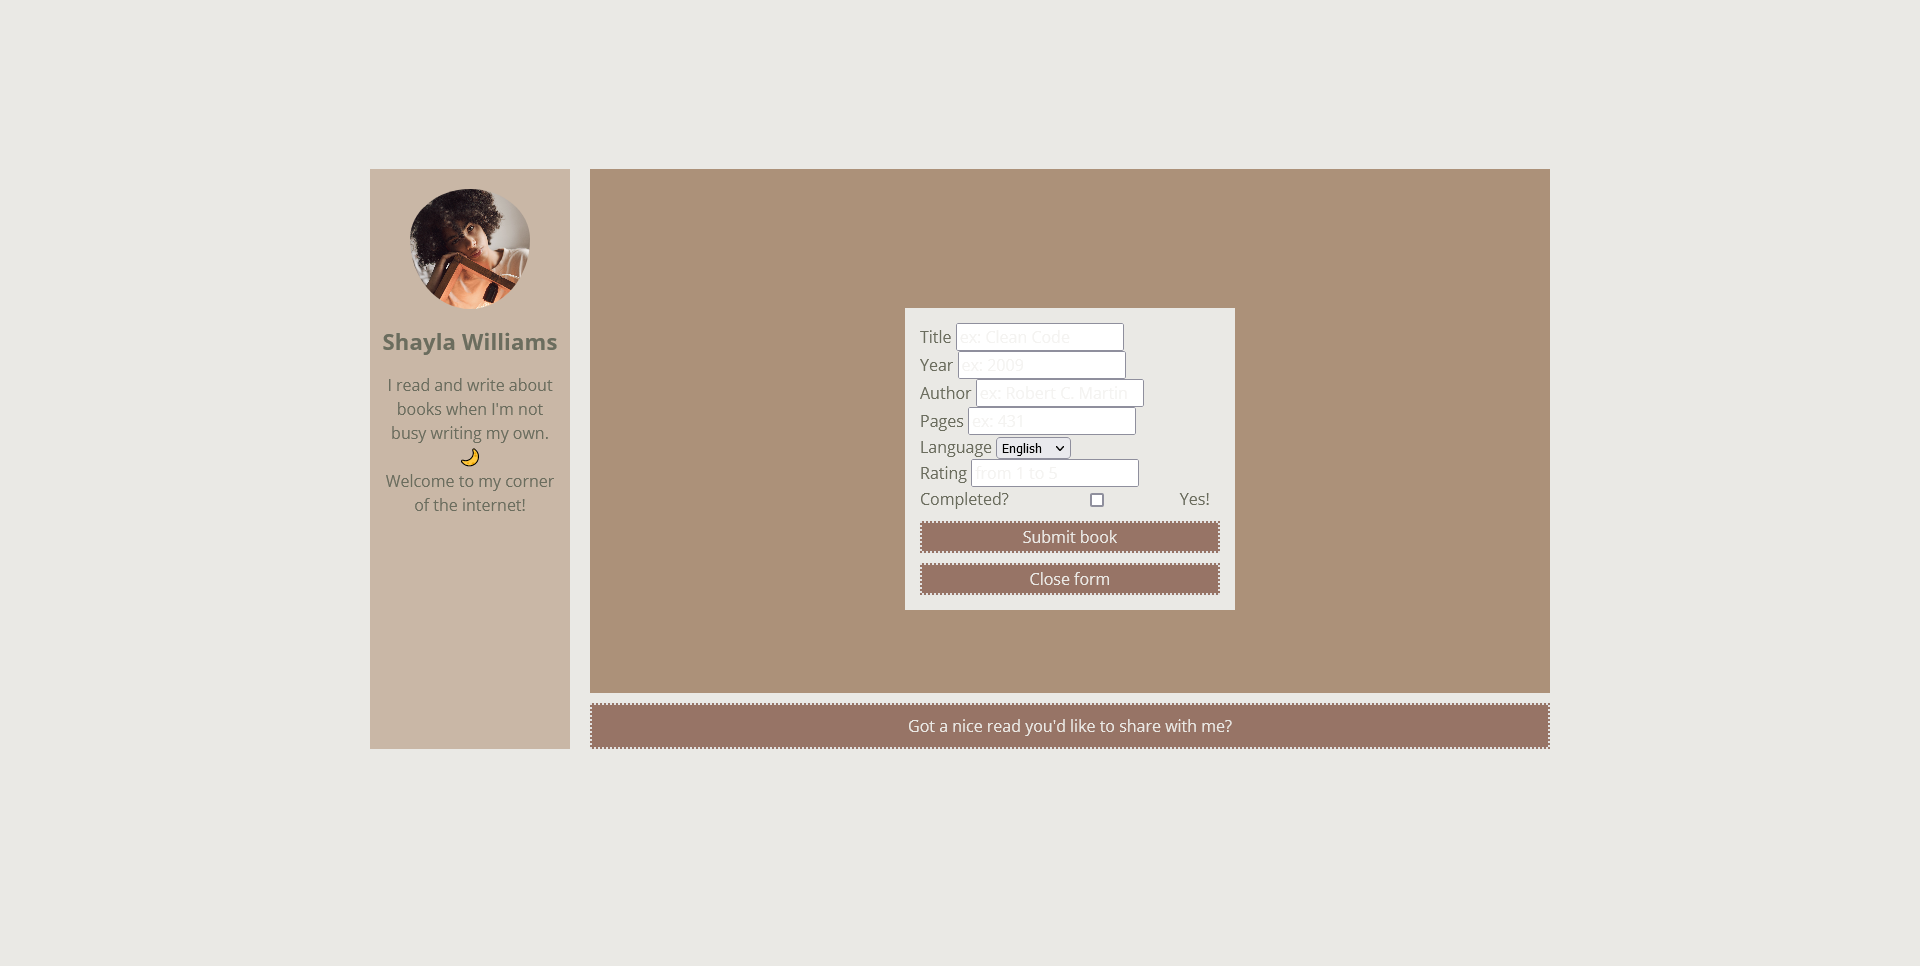 Shayla Williams
I read and write about
books when I'm not
busy writing my own.
🌙
Welcome to my corner
of the internet!
Title ex: Clean Code
Year ex: 2009
Author ex: Robert C. Martin
Pages ex: 431
Language English
Rating from 1 to 5
Completed? Yes!
Submit book
Close form
Got a nice read you'd like to share with me?